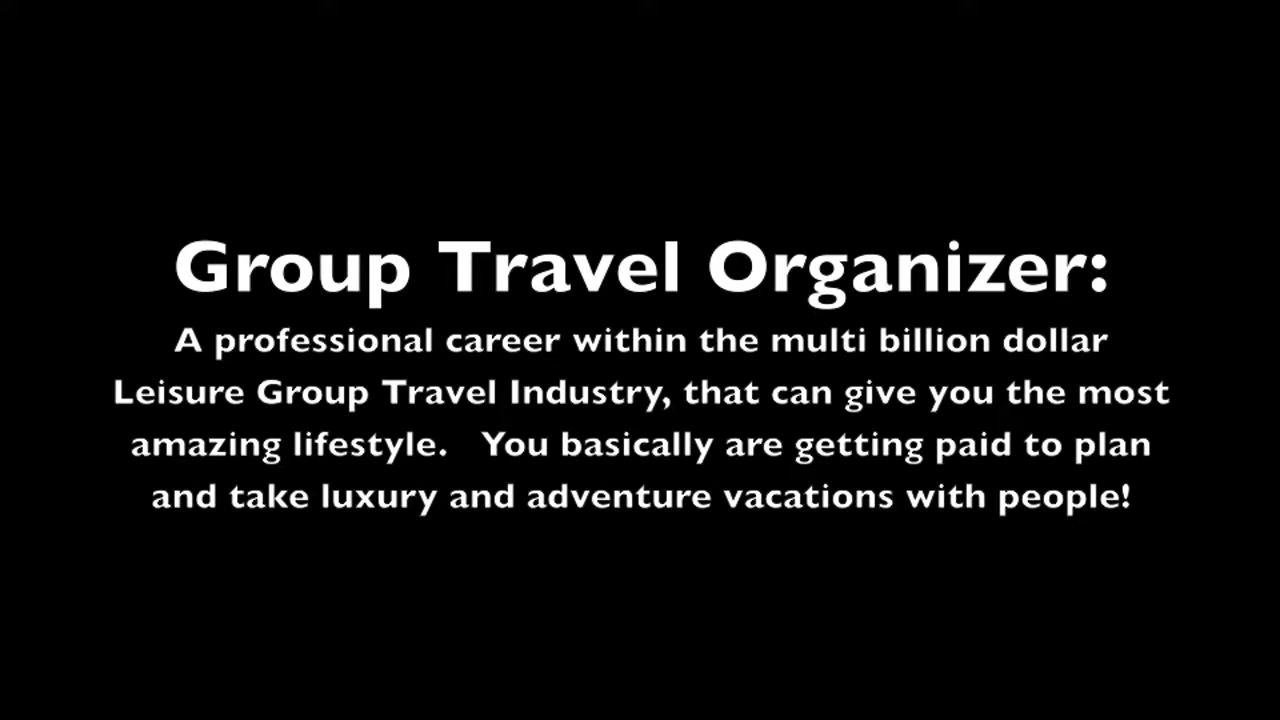 Group Travel Organizer:
A professional career within the multi billion dollar
Leisure Group Travel Industry, that can give you the most
amazing lifestyle.   You basically are getting paid to plan
and take luxury and adventure vacations with people!